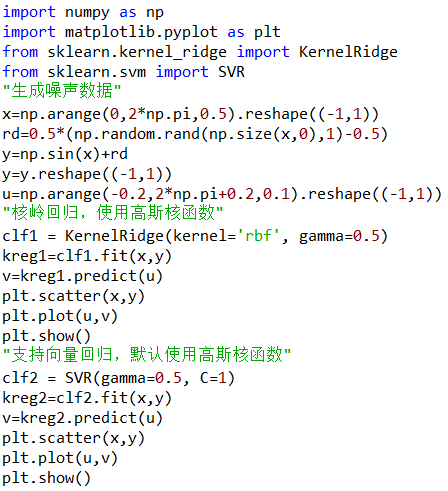 import numpy as np
import matplotlib.pyplot as plt
from sklearn.kernel_ridge import KernelRidge
from sklearn.svm import SVR
"生成噪声数据"
x=np.arange(0,2*np.pi,0.5).reshape((-1,1))
rd=0.5*(np.random.rand(np.size(x,0),1)-0.5)
y=np.sin(x)+rd
y=y.reshape((-1,1))
u=np.arange(-0.2,2*np.pi+0.2,0.1).reshape((-1,1))
"核岭回归，使用高斯核函数"
clf1 = KernelRidge(kernel='rbf', gamma=0.5)
kreg1=clf1.fit(x,y)
v=kreg1.predict(u)
plt.scatter(x,y)
plt.plot(u,v)
plt.show()
"支持向量回归，默认使用高斯核函数"
clf2 = SVR(gamma=0.5, C=1)
kreg2=clf2.fit(x,y)
v=kreg2.predict(u)
plt.scatter(x,y)
plt.plot(u,v)
plt.show()